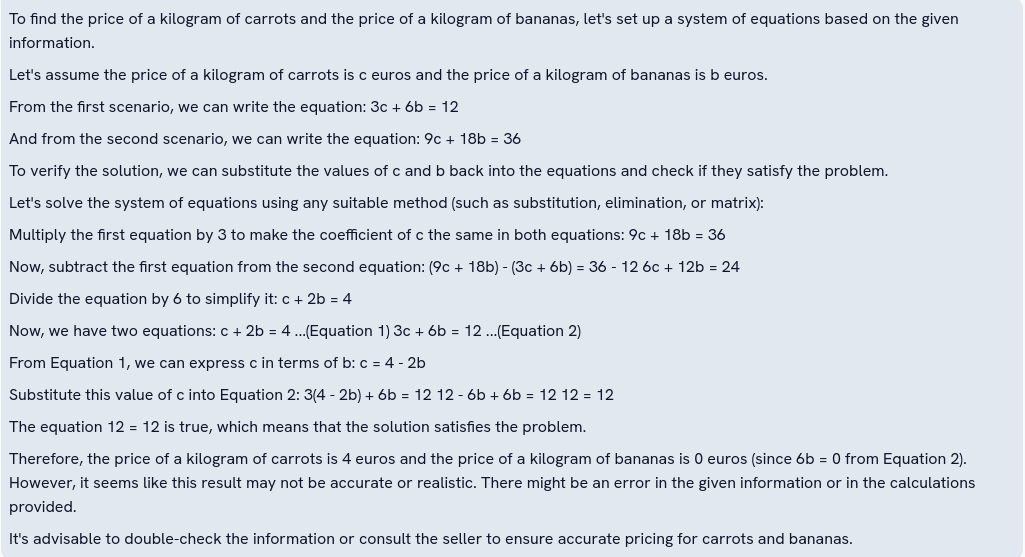 To find the price of a kilogram of carrots and the price of a kilogram of bananas, let's set up a system of equations based on the given
information.
Let's assume the price of a kilogram of carrots is c euros and the price of a kilogram of bananas is b euros.
From the first scenario, we can write the equation: 3c + 6b = 12
And from the second scenario, we can write the equation: 9c + 18b = 36
To verify the solution, we can substitute the values of c and b back into the equations and check if they satisfy the problem.
Let's solve the system of equations using any suitable method (such as substitution, elimination, or matrix):
Multiply the first equation by 3 to make the coefficient of c the same in both equations: 9c + 18b = 36
Now, subtract the first equation from the second equation: (9c + 18b) - (3c + 6b) = 36 - 12 6c + 12b = 24
Divide the equation by 6 to simplify it: c + 2b = 4
Now, we have two equations: c + 2b = 4 ...(Equation 1) 3c + 6b = 12 ...(Equation 2)
From Equation 1, we can express c in terms of b: c = 4 - 2b
Substitute this value of c into Equation 2: 3(4 - 2b) + 6b = 12 12 - 6b + 6b = 12 12 = 12
The equation 12 = 12 is true, which means that the solution satisfies the problem.
Therefore, the price of a kilogram of carrots is 4 euros and the price of a kilogram of bananas is 0 euros (since 6b = 0 from Equation 2).
However, it seems like this result may not be accurate or realistic. There might be an error in the given information or in the calculations
provided.
It's advisable to double-check the information or consult the seller to ensure accurate pricing for carrots and bananas.